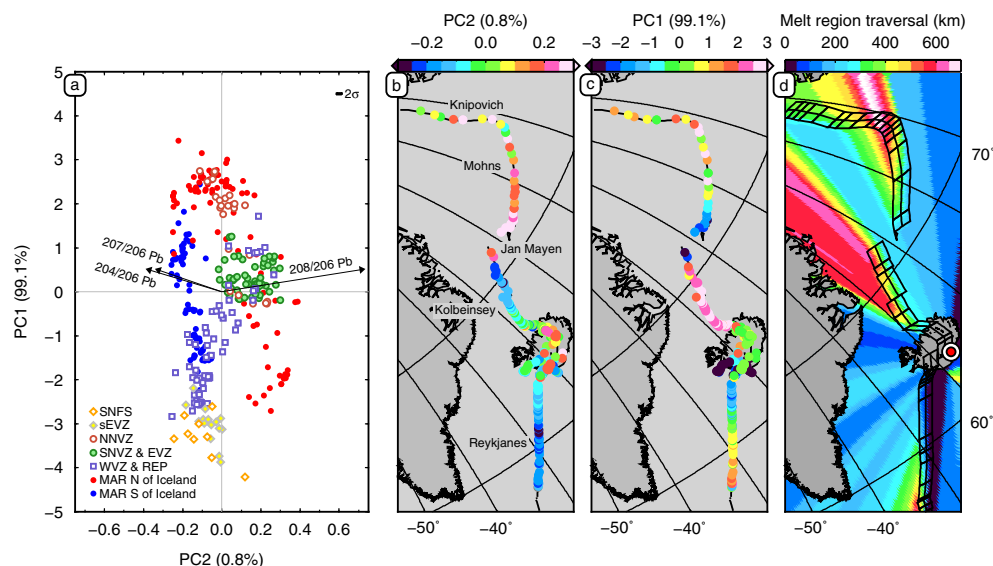 PC2 (0.8%)
PC1 (99.1%)
Melt region traversal (km)
−0.2 0.0 0.2
−3 −2 −1 0 1 2 3
0 200 400 600
a
b
c
d
2σ
5
4
3
2
1
0
−1
−2
−3
−4
−5
PC1 (99.1%)
207/206 Pb
204/206 Pb
208/206 Pb
SNFS
sEVZ
NNVZ
SNVZ & EVZ
WVZ & REP
MAR N of Iceland
MAR S of Iceland
−0.6 −0.4 −0.2 0.0 0.2 0.4 0.6
PC2 (0.8%)
Knipovich
Mohns
Jan Mayen
Kolbeinsey
Reykjanes
70˚
60˚
−50˚ −40˚
−50˚ −40˚
−50˚ −40˚